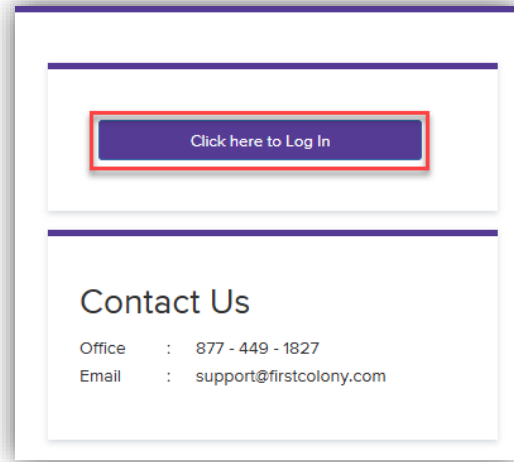 Click here to Log In
Contact Us
Office : 877 - 449 - 1827
Email : support@firstcolony.com